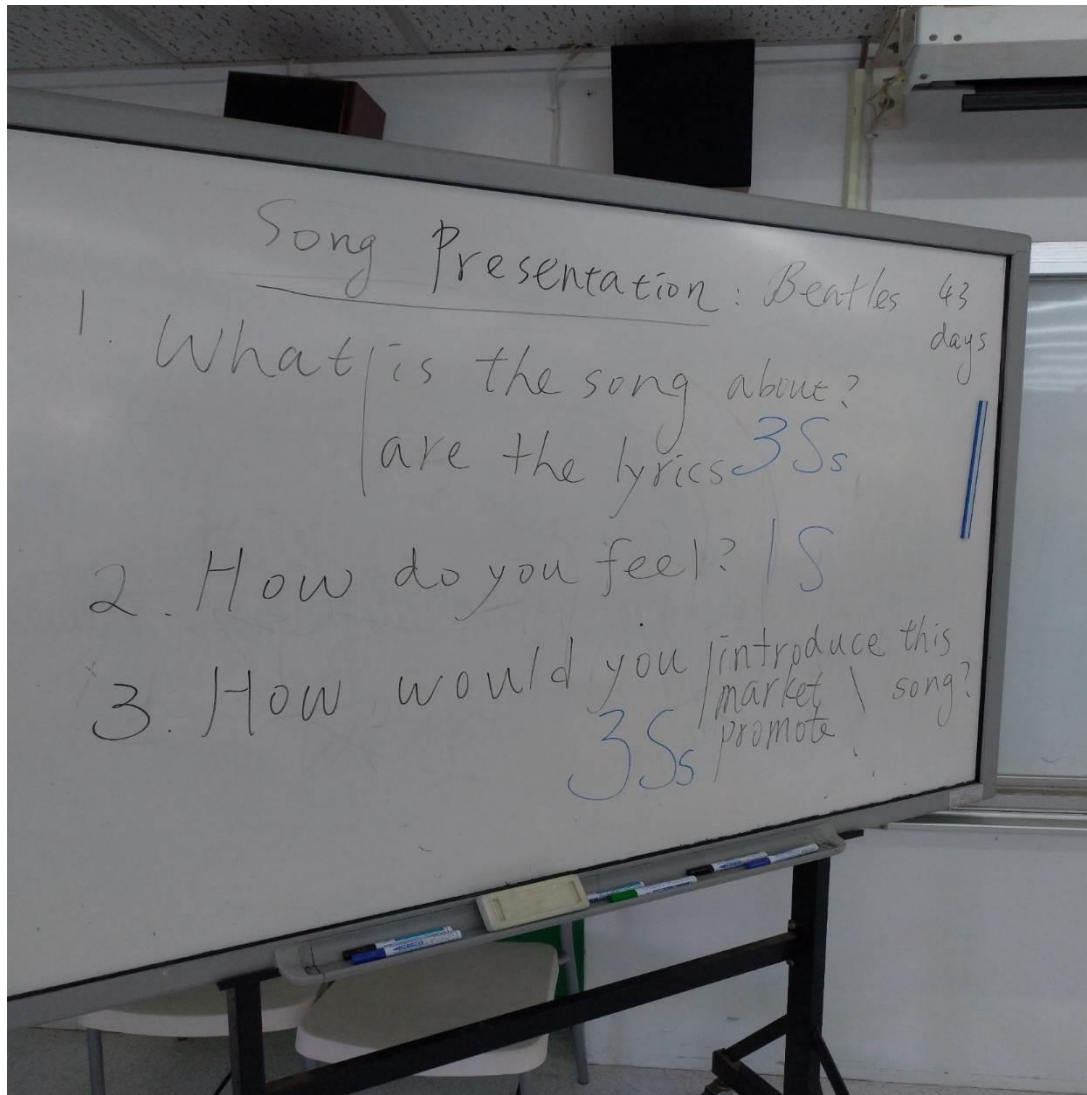 Song Presentation: Beatles 43
days
1. What is the song about?
are the lyrics 3Ss
2. How do you feel? 1S
3. How would you introduce this
market song?
3Ss promote